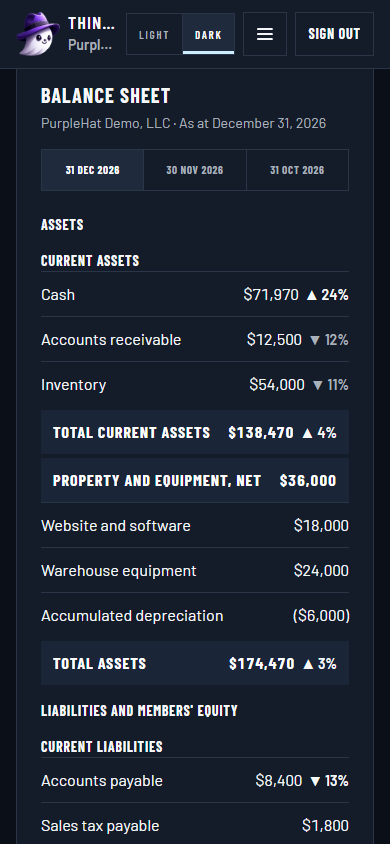 THIN...
Purpl...
LIGHT
DARK
SIGN OUT
BALANCE SHEET
PurpleHat Demo, LLC · As at December 31, 2026
31 DEC 2026
30 NOV 2026
31 OCT 2026
ASSETS
CURRENT ASSETS
Cash $71,970 ▲ 24%
Accounts receivable $12,500 ▼ 12%
Inventory $54,000 ▼ 11%
TOTAL CURRENT ASSETS $138,470 ▲ 4%
PROPERTY AND EQUIPMENT, NET $36,000
Website and software $18,000
Warehouse equipment $24,000
Accumulated depreciation ($6,000)
TOTAL ASSETS $174,470 ▲ 3%
LIABILITIES AND MEMBERS' EQUITY
CURRENT LIABILITIES
Accounts payable $8,400 ▼ 13%
Sales tax payable $1,800